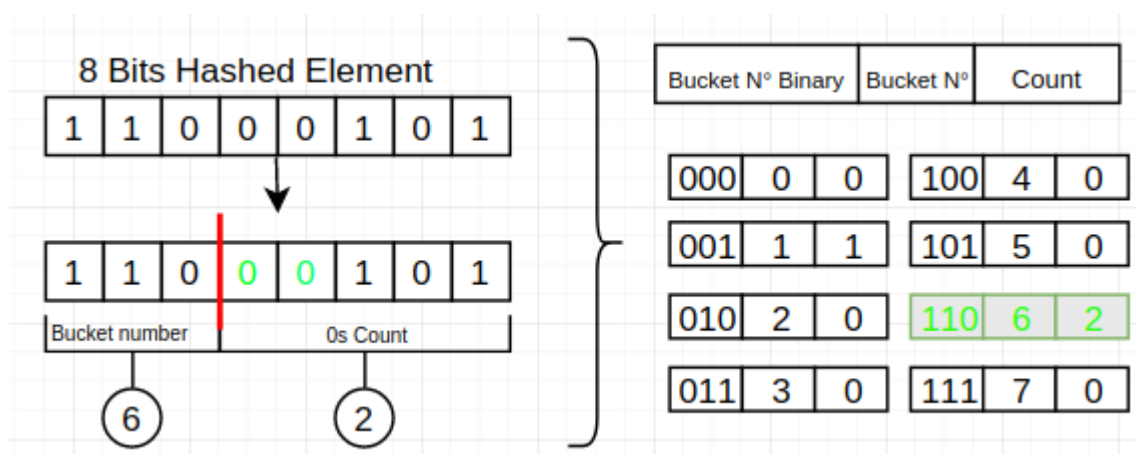 8 Bits Hashed Element
1 1 0 0 0 1 0 1
1 1 0 0 0 1 0 1
Bucket number 0s Count
6 2
Bucket N° Binary Bucket N° Count
000 0 0 100 4 0
001 1 1 101 5 0
010 2 0 110 6 2
011 3 0 111 7 0